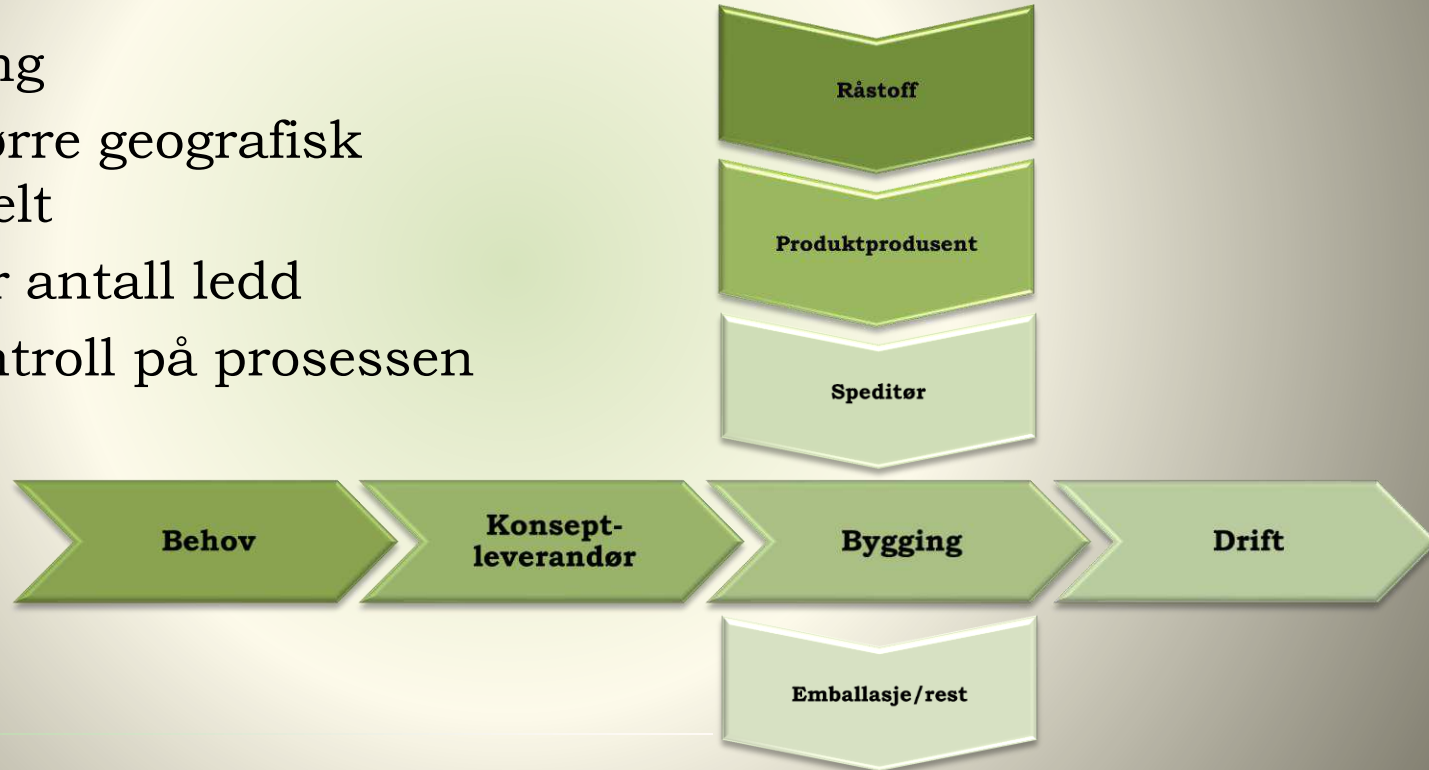 ng
ørre geografisk
elt
r antall ledd
ntroll på prosessen
Råstoff
Produktprodusent
Speditør
Behov
Konsept-
leverandør
Bygging
Drift
Emballasje/rest